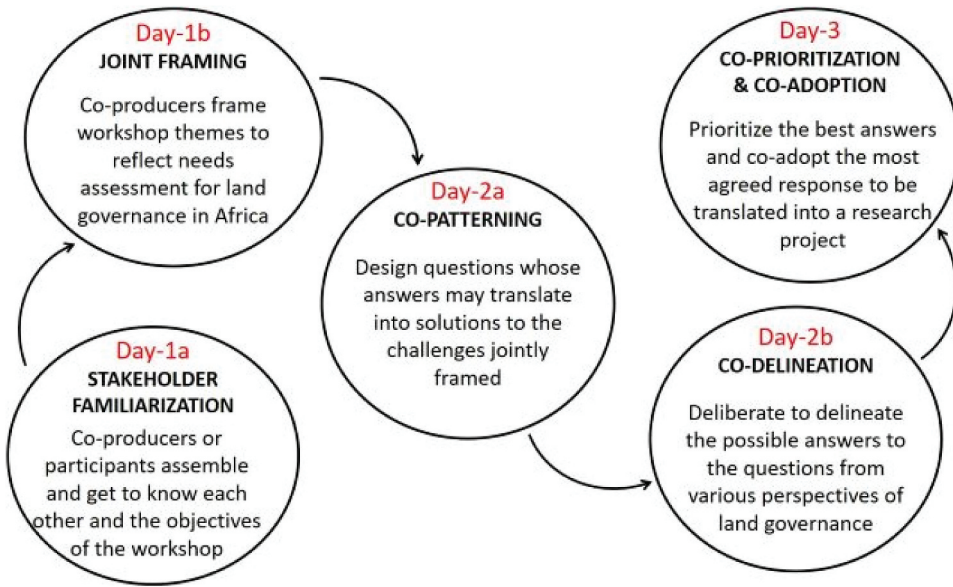 Day-1b
JOINT FRAMING
Co-producers frame
workshop themes to
reflect needs
assessment for land
governance in Africa
Day-3
CO-PRIORITIZATION
& CO-ADOPTION
Prioritize the best answers
and co-adopt the most
agreed response to be
translated into a research
project
Day-2a
CO-PATTERNING
Design questions whose
answers may translate
into solutions to the
challenges jointly
framed
Day-1a
STAKEHOLDER
FAMILIARIZATION
Co-producers or
participants assemble
and get to know each
other and the objectives
of the workshop
Day-2b
CO-DELINEATION
Deliberate to delineate
the possible answers to
the questions from
various perspectives of
land governance